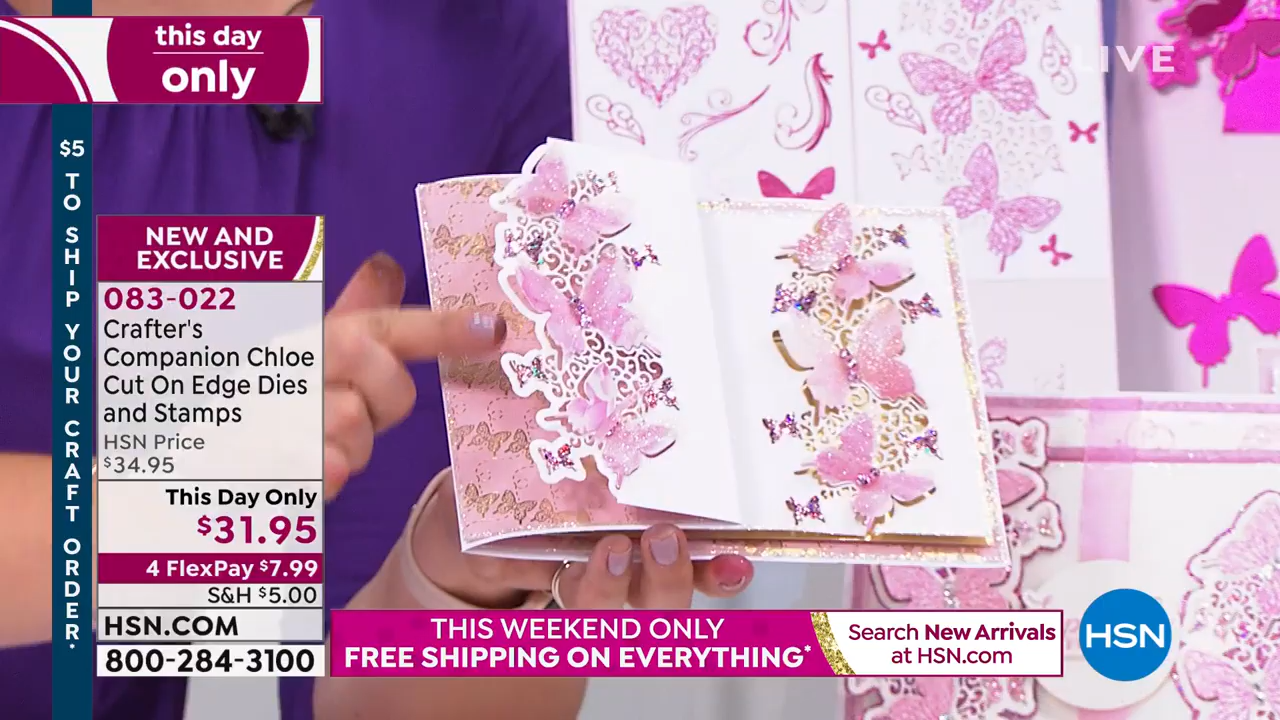 this day
only
LIVE
$5 TO SHIP YOUR CRAFT ORDER.*
NEW AND
EXCLUSIVE
083-022
Crafter's
Companion Chloe
Cut On Edge Dies
and Stamps
HSN Price
$34.95
This Day Only
$31.95
4 FlexPay $7.99
S&H $5.00
HSN.COM
800-284-3100
THIS WEEKEND ONLY
FREE SHIPPING ON EVERYTHING*
Search New Arrivals
at HSN.com
HSN